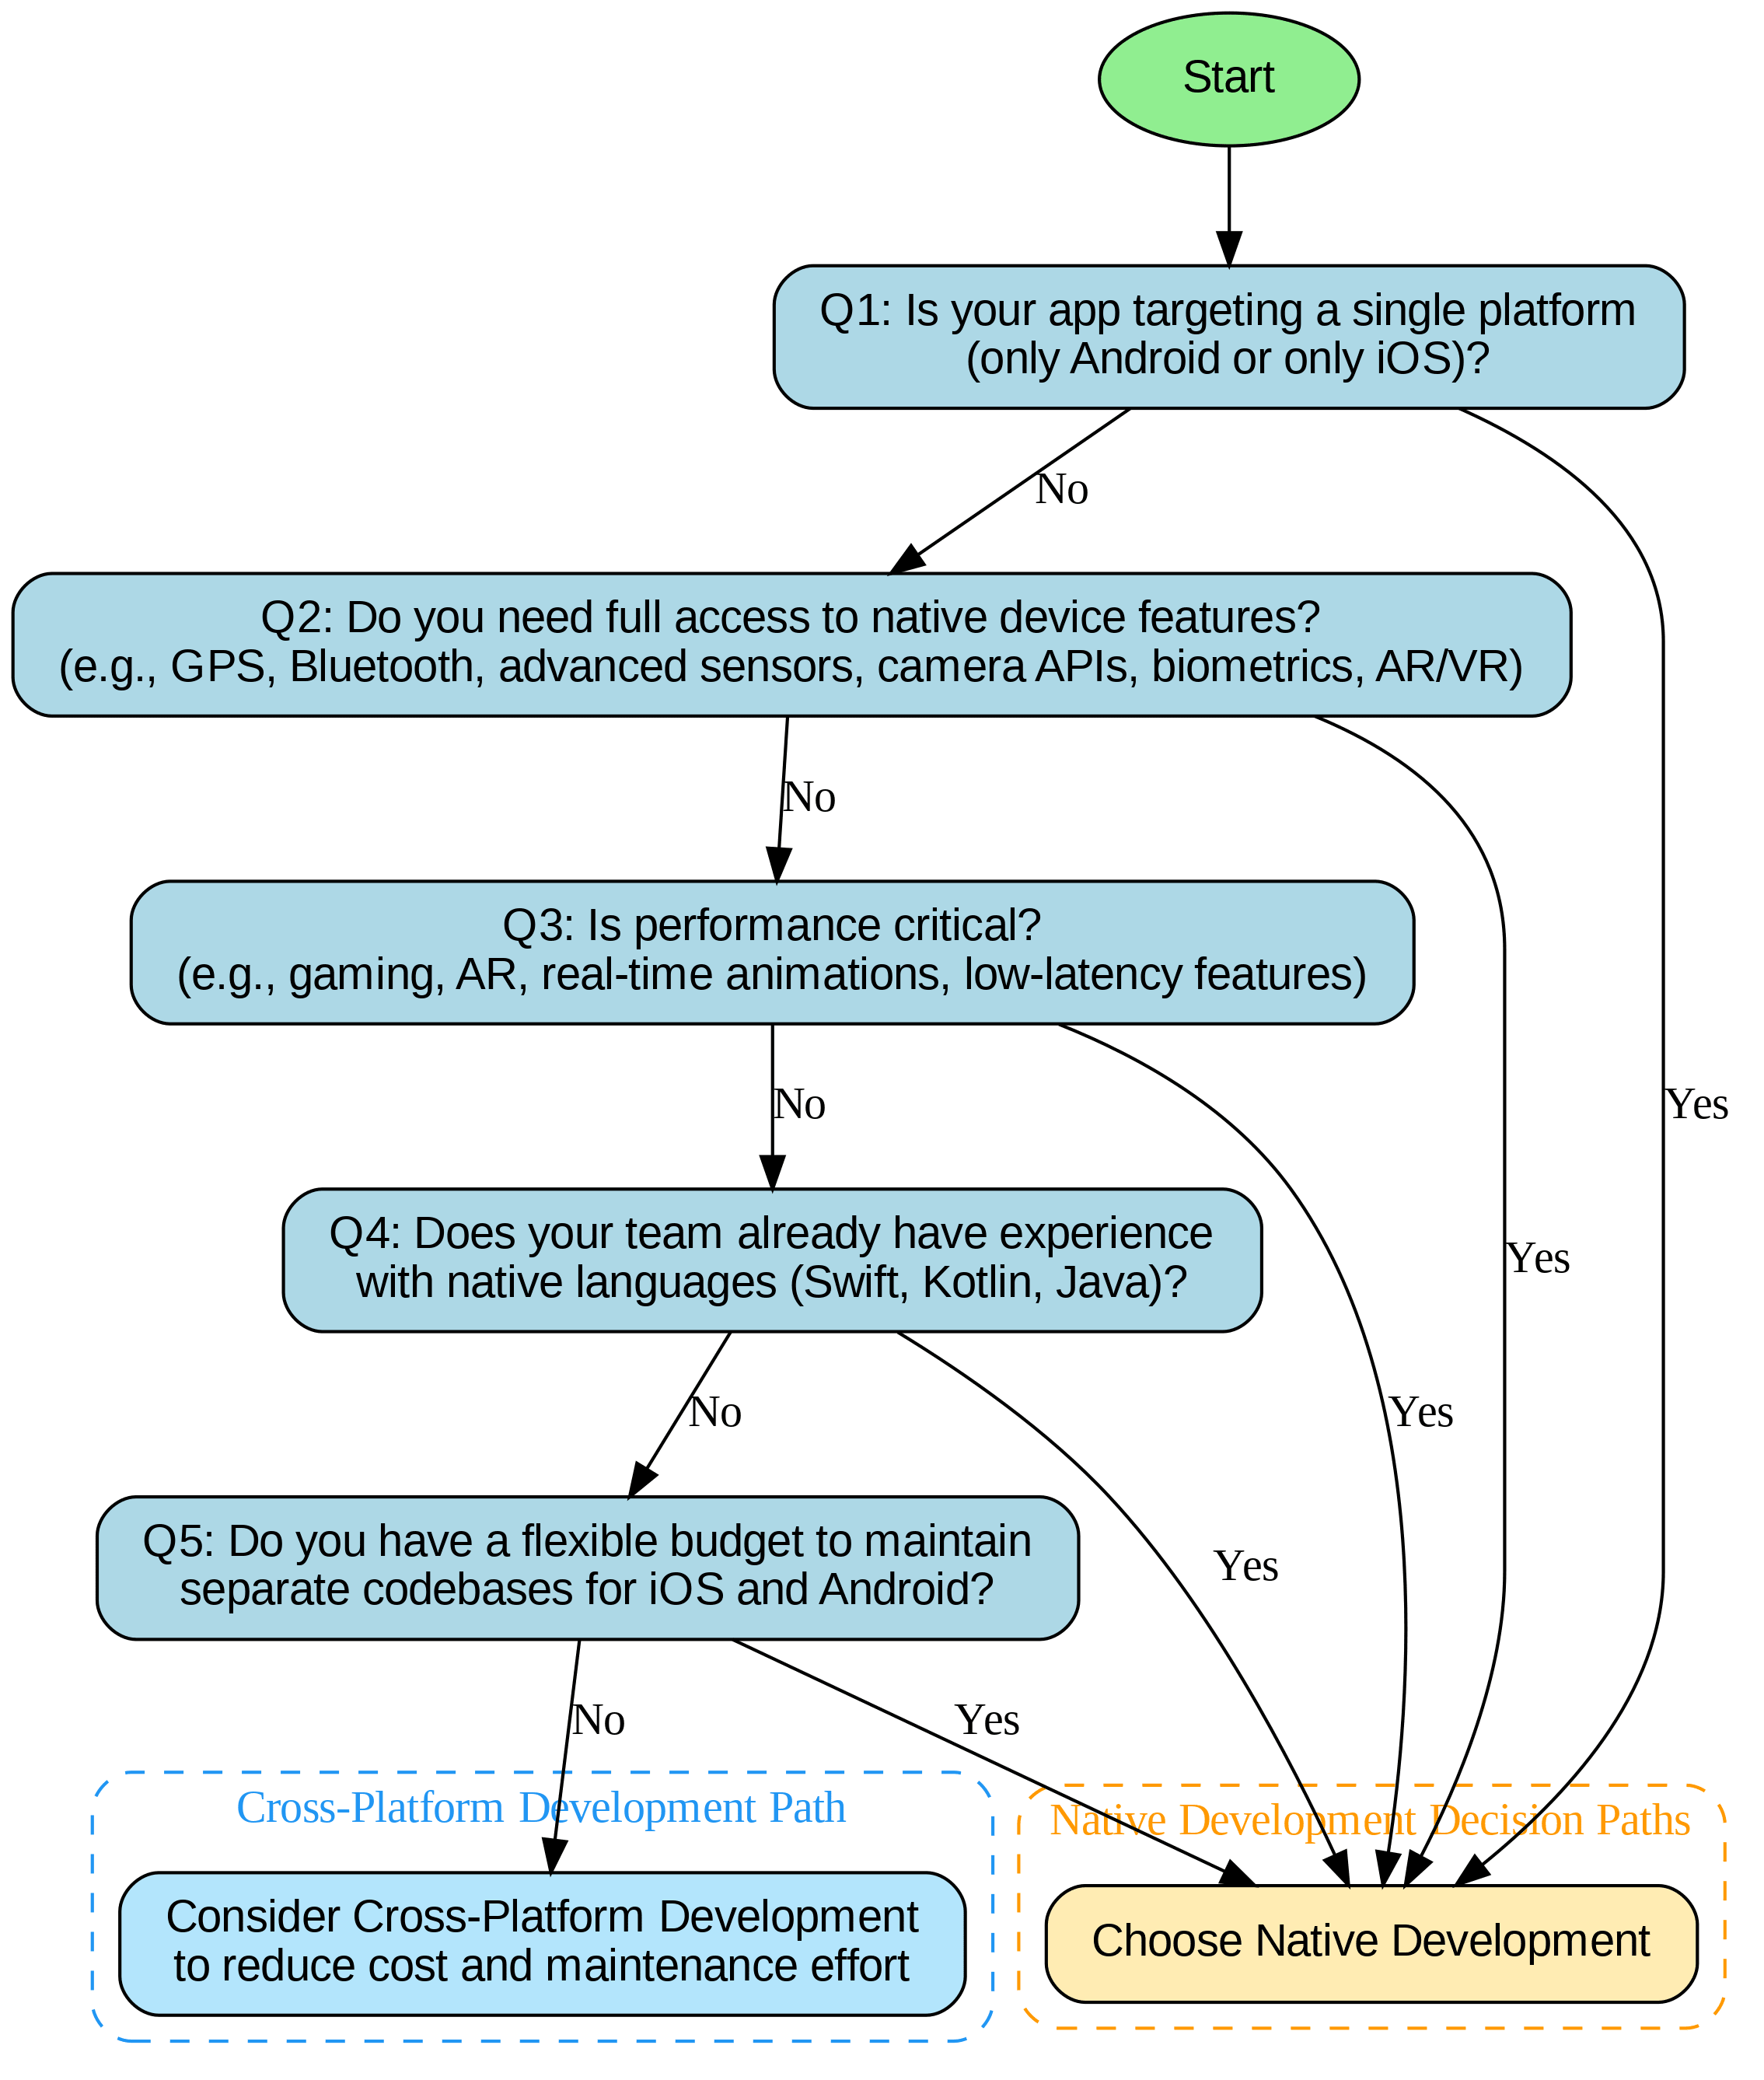 Start
Q1: Is your app targeting a single platform
(only Android or only iOS)?
No
Q2: Do you need full access to native device features?
(e.g., GPS, Bluetooth, advanced sensors, camera APIs, biometrics, AR/VR)
No
Q3: Is performance critical?
(e.g., gaming, AR, real-time animations, low-latency features)
No
Yes
Q4: Does your team already have experience
with native languages (Swift, Kotlin, Java)?
Yes
No
Yes
Q5: Do you have a flexible budget to maintain
separate codebases for iOS and Android?
Yes
No
Yes
Cross-Platform Development Path
Native Development Decision Paths
Consider Cross-Platform Development
to reduce cost and maintenance effort
Choose Native Development